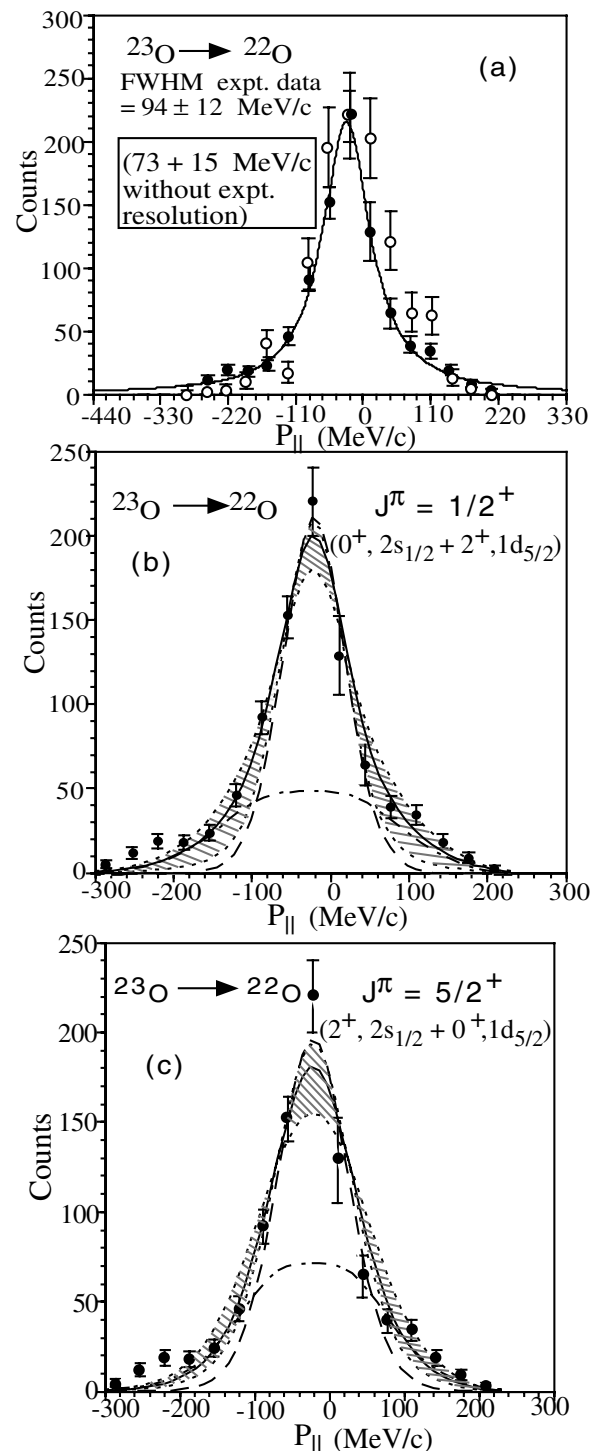 300
250
200
150
100
50
0
Counts
²³O → ²²O
(a)
FWHM expt. data
= 94 ± 12 MeV/c
(73 + 15 MeV/c
without expt.
resolution)
-440 -330 -220 -110 0 110 220 330
P|| (MeV/c)
250
200
150
100
50
0
Counts
²³O → ²²O
Jπ = 1/2⁺
(0⁺, 2s₁/₂ + 2⁺,1d₅/₂)
(b)
-300 -200 -100 0 100 200 300
P|| (MeV/c)
250
200
150
100
50
0
Counts
²³O → ²²O
Jπ = 5/2⁺
(2⁺, 2s₁/₂ + 0⁺,1d₅/₂)
(c)
-300 -200 -100 0 100 200 300
P|| (MeV/c)